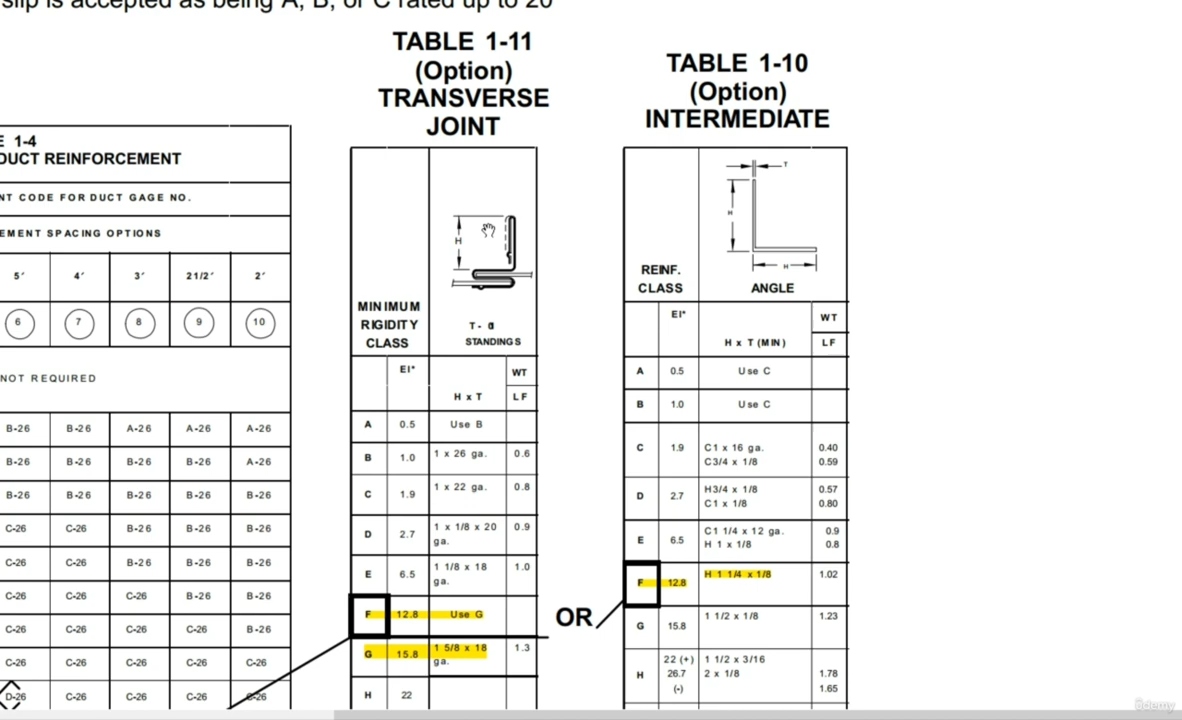 slip is accepted as being A, B, or C rated up to 20
TABLE 1-11
(Option)
TRANSVERSE
JOINT
TABLE 1-10
(Option)
INTERMEDIATE
E 1-4
DUCT REINFORCEMENT
NT CODE FOR DUCT GAGE NO.
EMENT SPACING OPTIONS
5' 4' 3' 2 1/2' 2'
6 7 8 9 10
NOT REQUIRED
B-26 B-26 A-26 A-26 A-26
B-26 B-26 B-26 B-26 A-26
B-26 B-26 B-26 B-26 B-26
C-26 C-26 B-26 B-26 B-26
C-26 C-26 B-26 B-26 B-26
C-26 C-26 C-26 B-26 B-26
C-26 C-26 C-26 C-26 B-26
C-26 C-26 C-26 C-26 C-26
D-26 C-26 C-26 C-26 C-26
H
MINIMUM
RIGIDITY
CLASS
STANDING S
EI* WT
H x T LF
A 0.5 Use B
B 1.0 1 x 26 ga. 0.6
C 1.9 1 x 22 ga. 0.8
D 2.7 1 x 1/8 x 20 ga. 0.9
E 6.5 1 1/8 x 18 ga. 1.0
F 12.8 Use G
G 15.8 1 5/8 x 18 ga. 1.3
H 22
OR
T
H
H
REINF.
CLASS
ANGLE
EI* WT
H x T (MIN) LF
A 0.5 Use C
B 1.0 Use C
C 1.9 C1 x 16 ga. 0.40
C3/4 x 1/8 0.59
D 2.7 H3/4 x 1/8 0.57
C1 x 1/8 0.80
E 6.5 C1 1/4 x 12 ga. 0.9
H 1 x 1/8 0.8
F 12.8 H 1 1/4 x 1/8 1.02
G 15.8 1 1/2 x 1/8 1.23
H 22 (+) 1 1/2 x 3/16
26.7 2 x 1/8 1.78
(-) 1.65
udemy